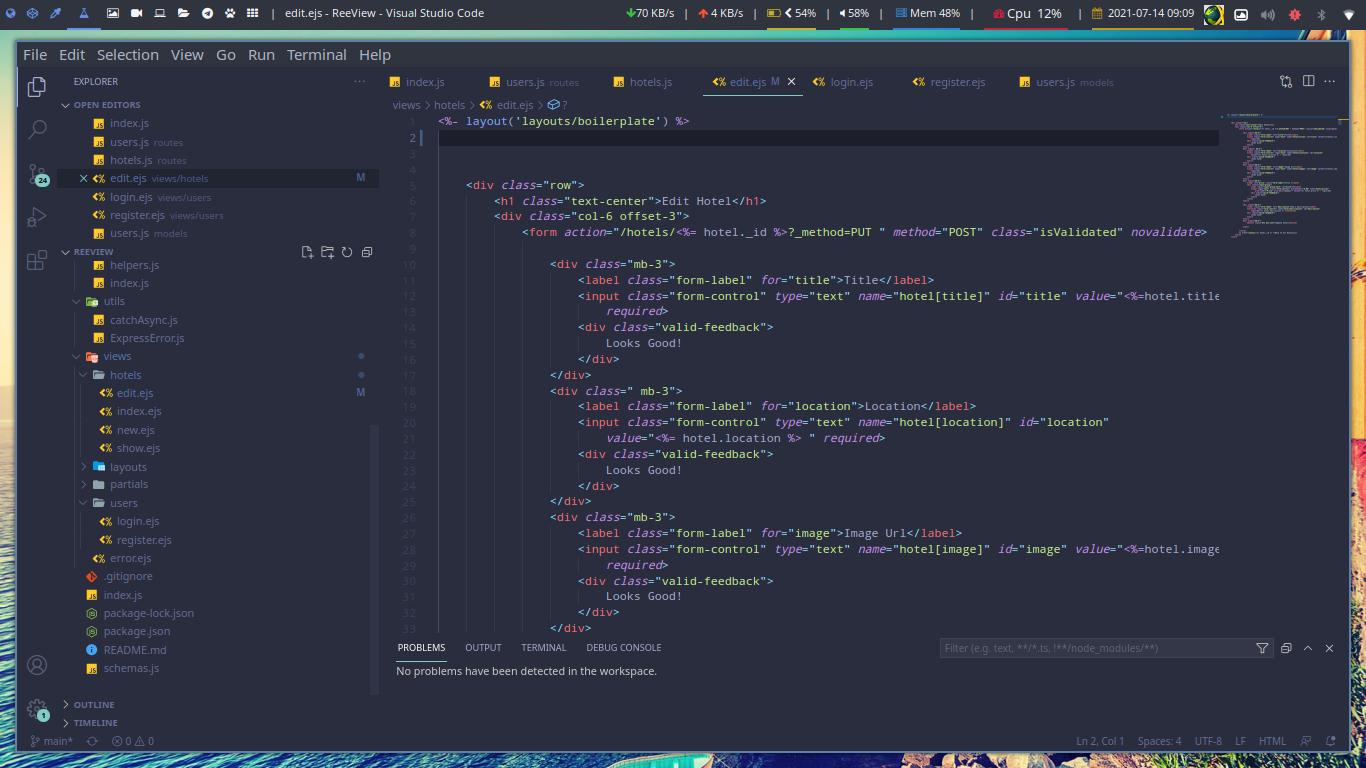 edit.ejs - ReeView - Visual Studio Code
70 KB/s | 4 KB/s | 54% | 58% | Mem 48% | Cpu 12% | 2021-07-14 09:09
File Edit Selection View Go Run Terminal Help
EXPLORER
OPEN EDITORS
index.js
users.js routes
hotels.js routes
edit.ejs views/hotels M
login.ejs views/users
register.ejs views/users
users.js models
24
REEVIEW
helpers.js
index.js
utils
catchAsync.js
ExpressError.js
views
hotels
edit.ejs M
index.ejs
new.ejs
show.ejs
layouts
partials
users
login.ejs
register.ejs
error.ejs
.gitignore
index.js
package-lock.json
package.json
README.md
schemas.js
OUTLINE
TIMELINE
1
index.js users.js routes hotels.js edit.ejs M login.ejs register.ejs users.js models
views > hotels > edit.ejs > ?
1 <%- layout('layouts/boilerplate') %>
2
3
4
5 <div class="row">
6 <h1 class="text-center">Edit Hotel</h1>
7 <div class="col-6 offset-3">
8 <form action="/hotels/<%= hotel._id %>?_method=PUT " method="POST" class="isValidated" novalidate>
9
10 <div class="mb-3">
11 <label class="form-label" for="title">Title</label>
12 <input class="form-control" type="text" name="hotel[title]" id="title" value="<%=hotel.title
13 required>
14 <div class="valid-feedback">
15 Looks Good!
16 </div>
17 </div>
18 <div class=" mb-3">
19 <label class="form-label" for="location">Location</label>
20 <input class="form-control" type="text" name="hotel[location]" id="location"
21 value="<%= hotel.location %> " required>
22 <div class="valid-feedback">
23 Looks Good!
24 </div>
25 </div>
26 <div class="mb-3">
27 <label class="form-label" for="image">Image Url</label>
28 <input class="form-control" type="text" name="hotel[image]" id="image" value="<%=hotel.image
29 required>
30 <div class="valid-feedback">
31 Looks Good!
32 </div>
33 </div>
PROBLEMS OUTPUT TERMINAL DEBUG CONSOLE Filter (e.g. text, **/*.ts, !**/node_modules/**)
No problems have been detected in the workspace.
main* 0 0 Ln 2, Col 1 Spaces: 4 UTF-8 LF HTML